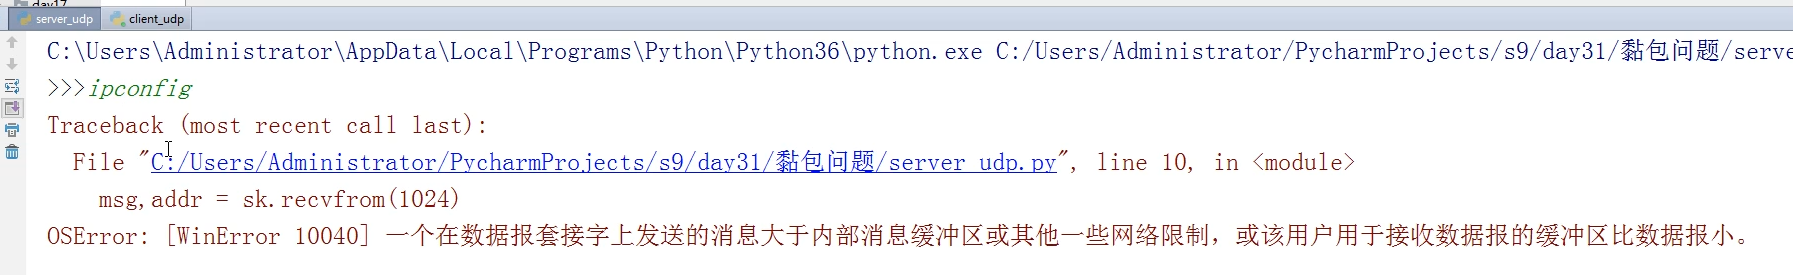 day17
server_udp
client_udp
C:\Users\Administrator\AppData\Local\Programs\Python\Python36\python.exe C:/Users/Administrator/PycharmProjects/s9/day31/黏包问题/serve
>>>ipconfig
Traceback (most recent call last):
File "C:/Users/Administrator/PycharmProjects/s9/day31/黏包问题/server_udp.py", line 10, in <module>
msg,addr = sk.recvfrom(1024)
OSError: [WinError 10040] 一个在数据报套接字上发送的消息大于内部消息缓冲区或其他一些网络限制，或该用户用于接收数据报的缓冲区比数据报小。